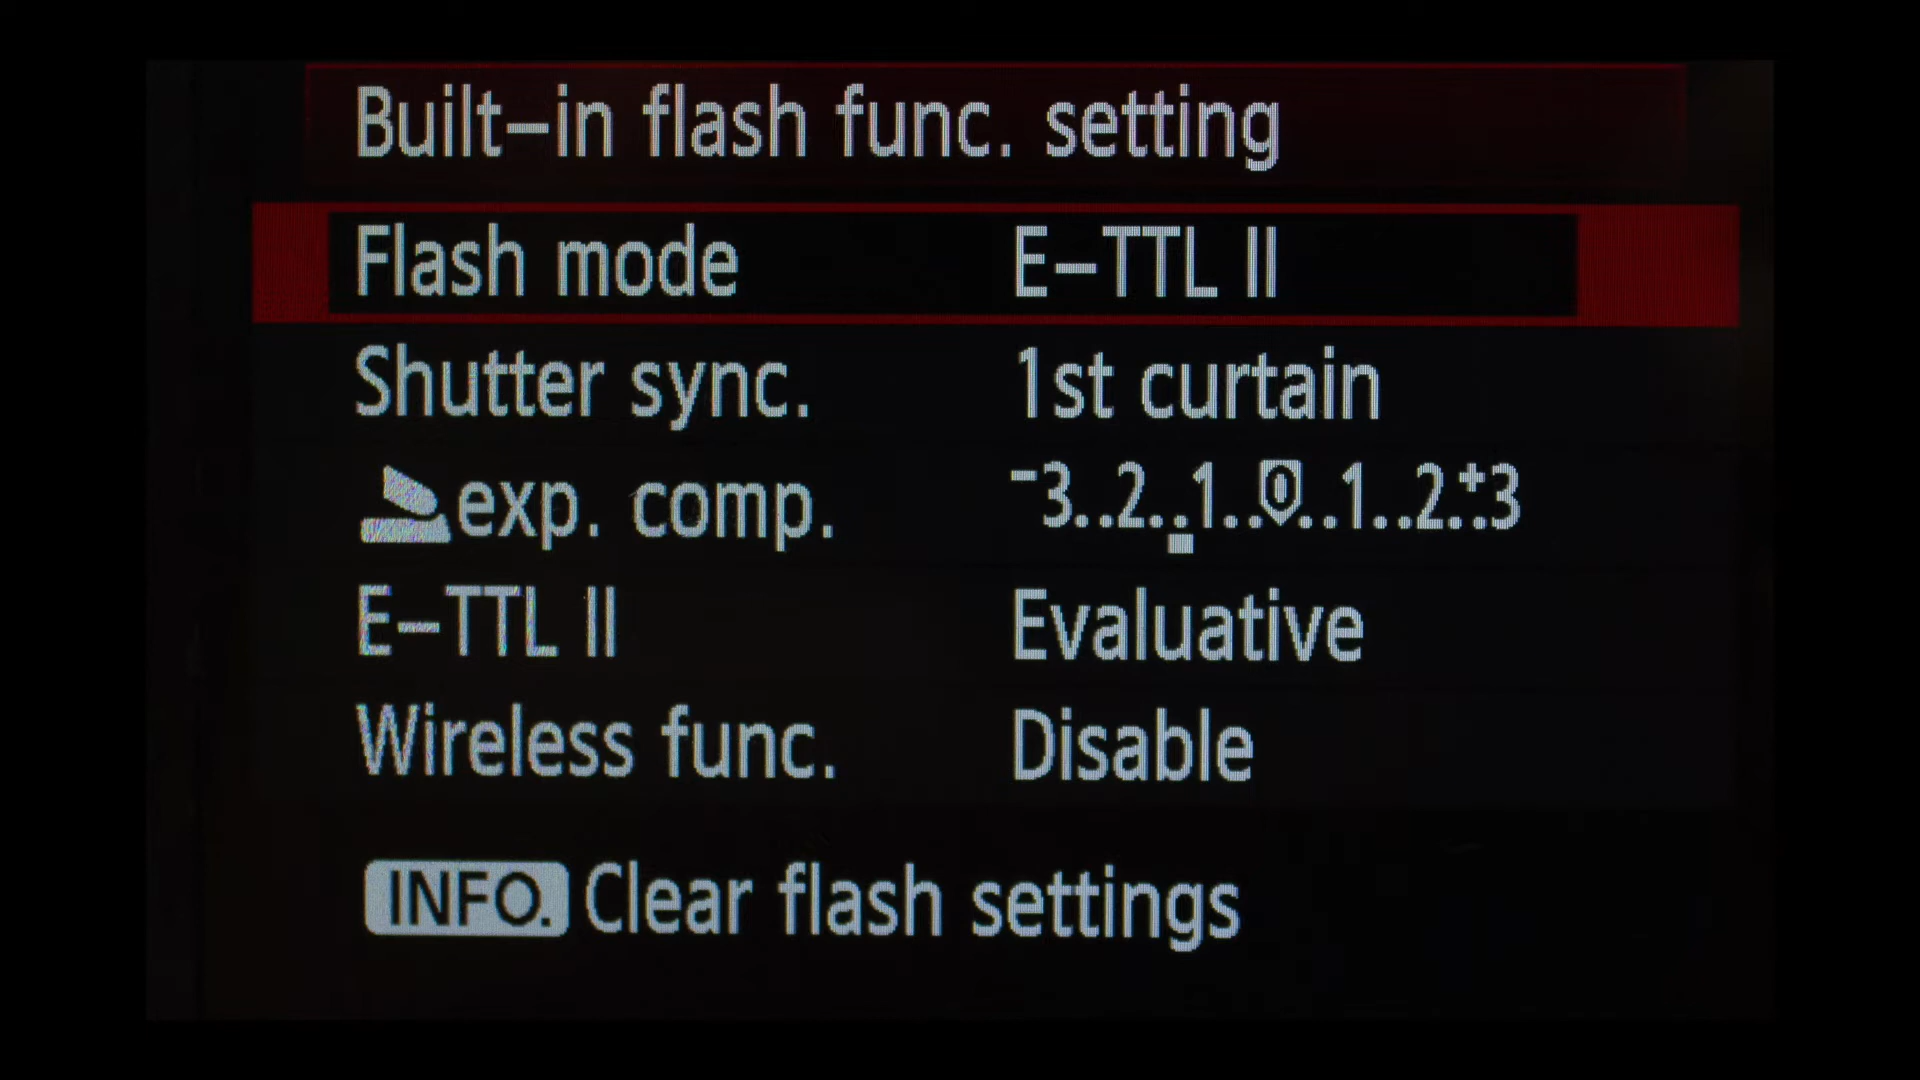 Built-in flash func. setting
Flash mode E-TTL II
Shutter sync. 1st curtain
exp. comp. -3..2..1..0..1..2..+3
E-TTL II Evaluative
Wireless func. Disable
INFO. Clear flash settings